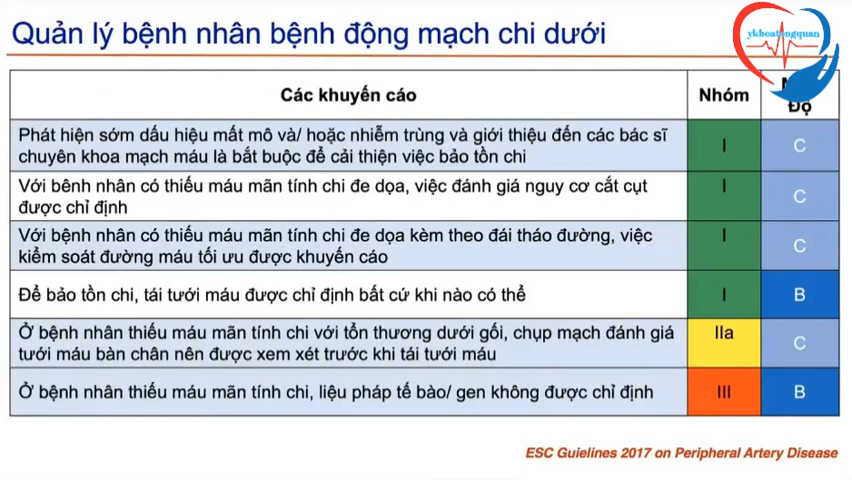 Quản lý bệnh nhân bệnh động mạch chi dưới
ykhoatongquan
Các khuyến cáo
Nhóm
Độ
Phát hiện sớm dấu hiệu mất mô và/ hoặc nhiễm trùng và giới thiệu đến các bác sĩ
chuyên khoa mạch máu là bắt buộc để cải thiện việc bảo tồn chi
I
C
Với bênh nhân có thiếu máu mãn tính chi đe dọa, việc đánh giá nguy cơ cắt cụt
được chỉ định
I
C
Với bệnh nhân có thiếu máu mãn tính chi đe dọa kèm theo đái tháo đường, việc
kiểm soát đường máu tối ưu được khuyến cáo
I
C
Để bảo tồn chi, tái tưới máu được chỉ định bất cứ khi nào có thể
I
B
Ở bệnh nhân thiếu máu mãn tính chi với tổn thương dưới gối, chụp mạch đánh giá
tưới máu bàn chân nên được xem xét trước khi tái tưới máu
IIa
C
Ở bệnh nhân thiếu máu mãn tính chi, liệu pháp tế bào/ gen không được chỉ định
III
B
ESC Guielines 2017 on Peripheral Artery Disease